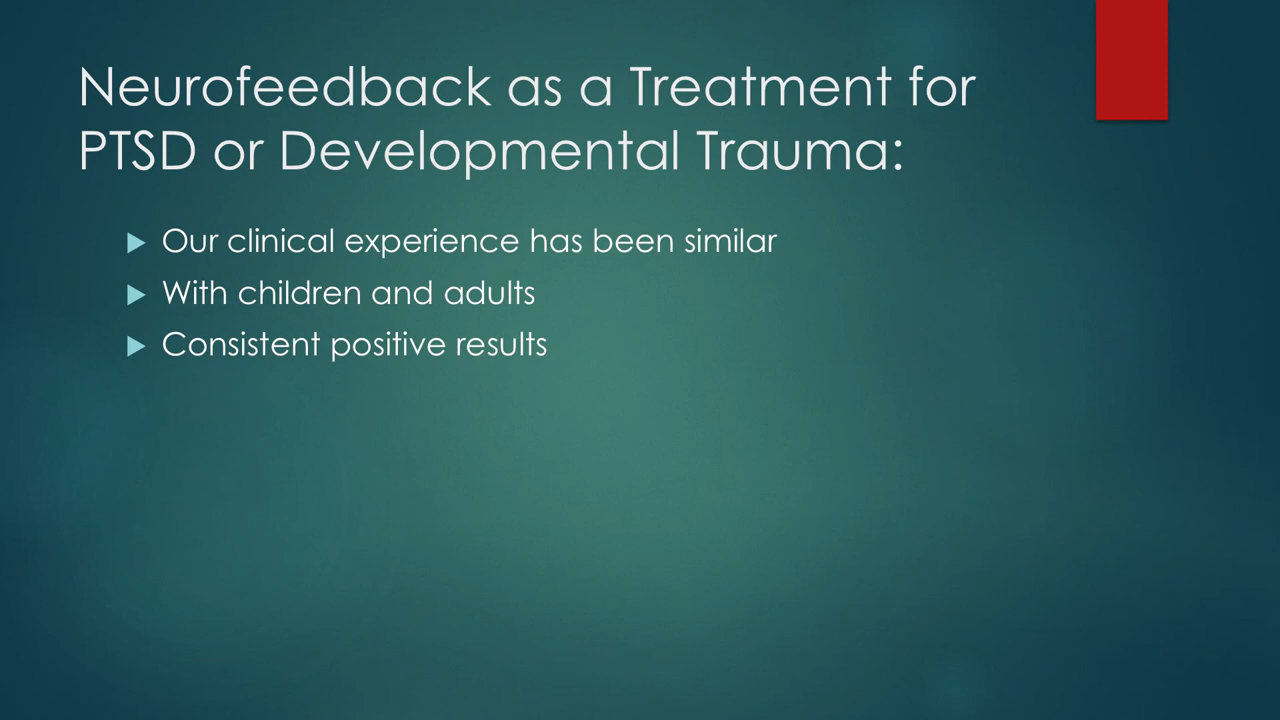 Neurofeedback as a Treatment for
PTSD or Developmental Trauma:
Our clinical experience has been similar
With children and adults
Consistent positive results